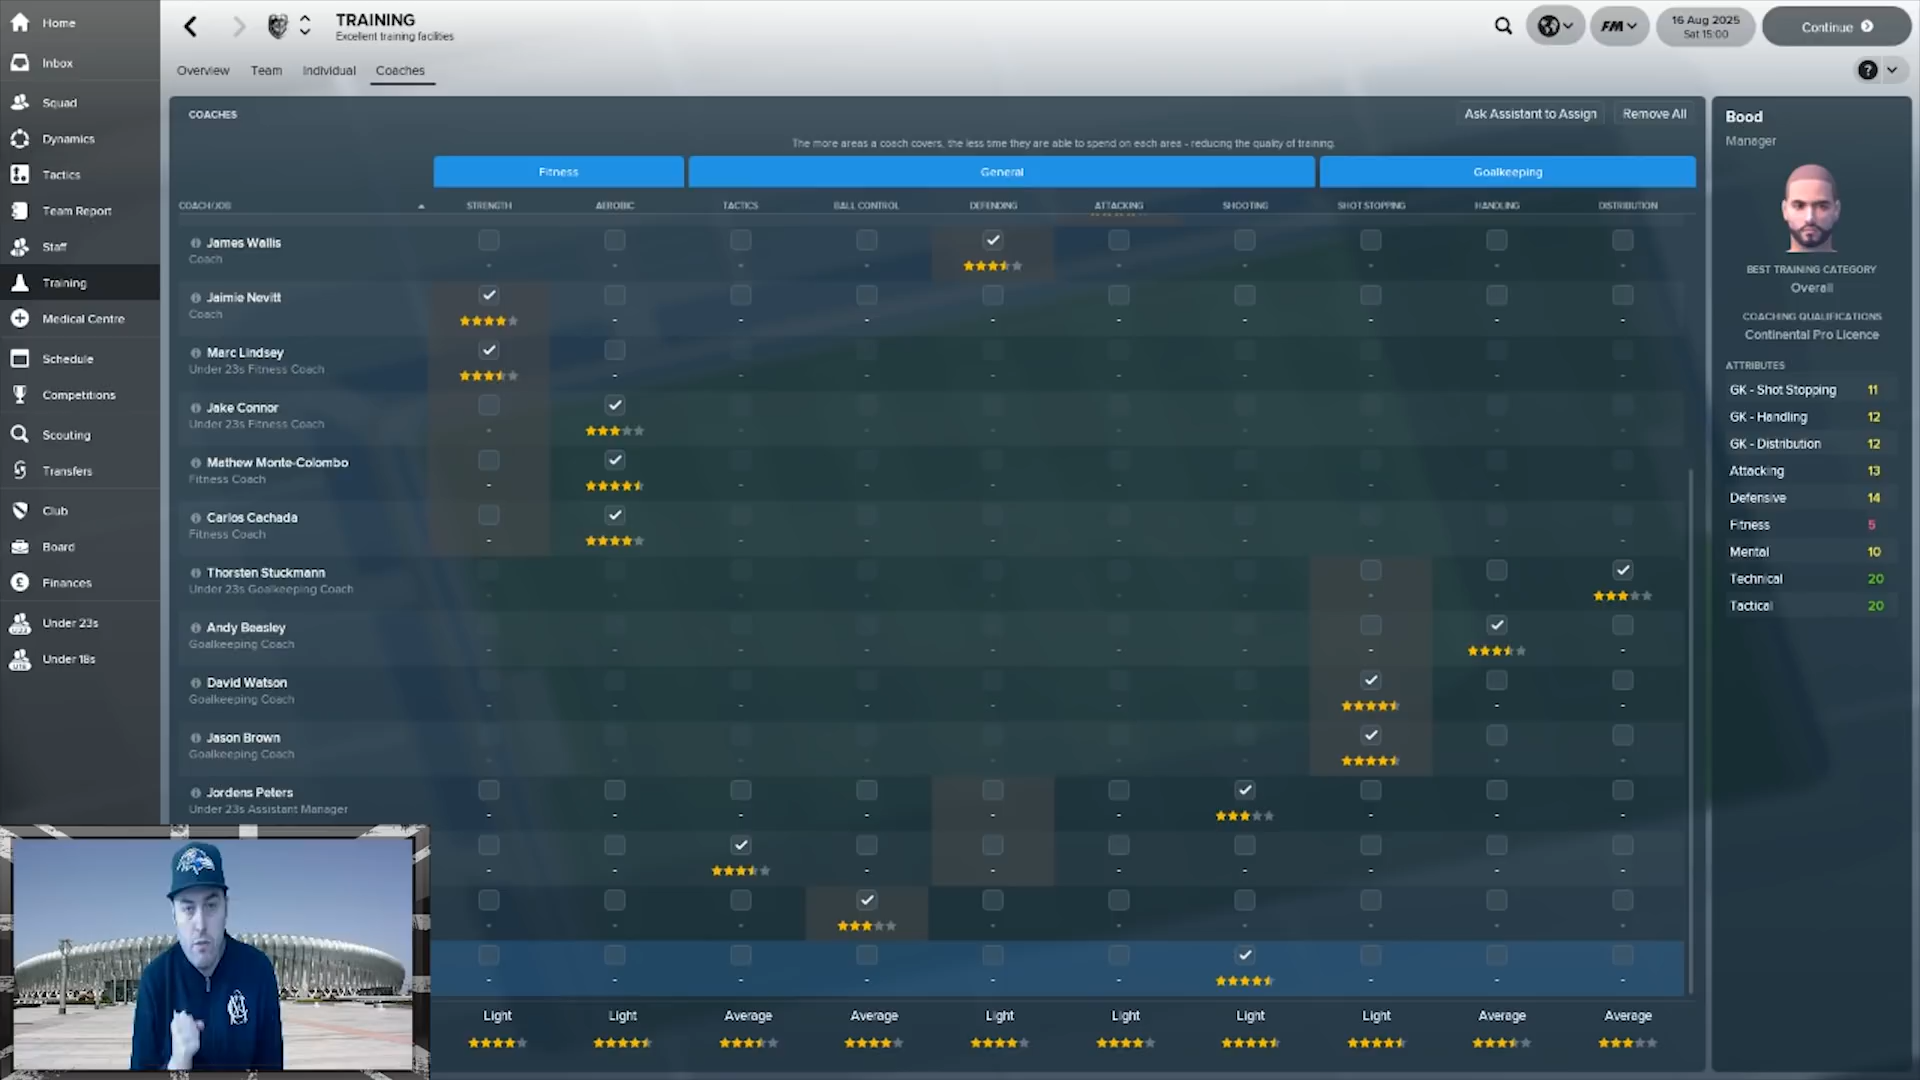 Home
Inbox
Squad
Dynamics
Tactics
Team Report
Staff
Training
Medical Centre
Schedule
Competitions
Scouting
Transfers
Club
Board
Finances
Under 23s
Under 18s
TRAINING
Excellent training facilities
FM
16 Aug 2025
Sat 15:00
Continue
Overview Team Individual Coaches
COACHES
Ask Assistant to Assign Remove All
The more areas a coach covers, the less time they are able to spend on each area - reducing the quality of training.
Fitness General Goalkeeping
COACH/JOB STRENGTH AEROBIC TACTICS BALL CONTROL DEFENDING ATTACKING SHOOTING SHOT STOPPING HANDLING DISTRIBUTION
James Wallis
Coach
Jaimie Nevitt
Coach
Marc Lindsey
Under 23s Fitness Coach
Jake Connor
Under 23s Fitness Coach
Mathew Monte-Colombo
Fitness Coach
Carlos Cachada
Fitness Coach
Thorsten Stuckmann
Under 23s Goalkeeping Coach
Andy Beasley
Goalkeeping Coach
David Watson
Goalkeeping Coach
Jason Brown
Goalkeeping Coach
Jordens Peters
Under 23s Assistant Manager
Light Light Average Average Light Light Light Light Average Average
Bood
Manager
BEST TRAINING CATEGORY
Overall
COACHING QUALIFICATIONS
Continental Pro Licence
ATTRIBUTES
GK - Shot Stopping 11
GK - Handling 12
GK - Distribution 12
Attacking 13
Defensive 14
Fitness 5
Mental 10
Technical 20
Tactical 20